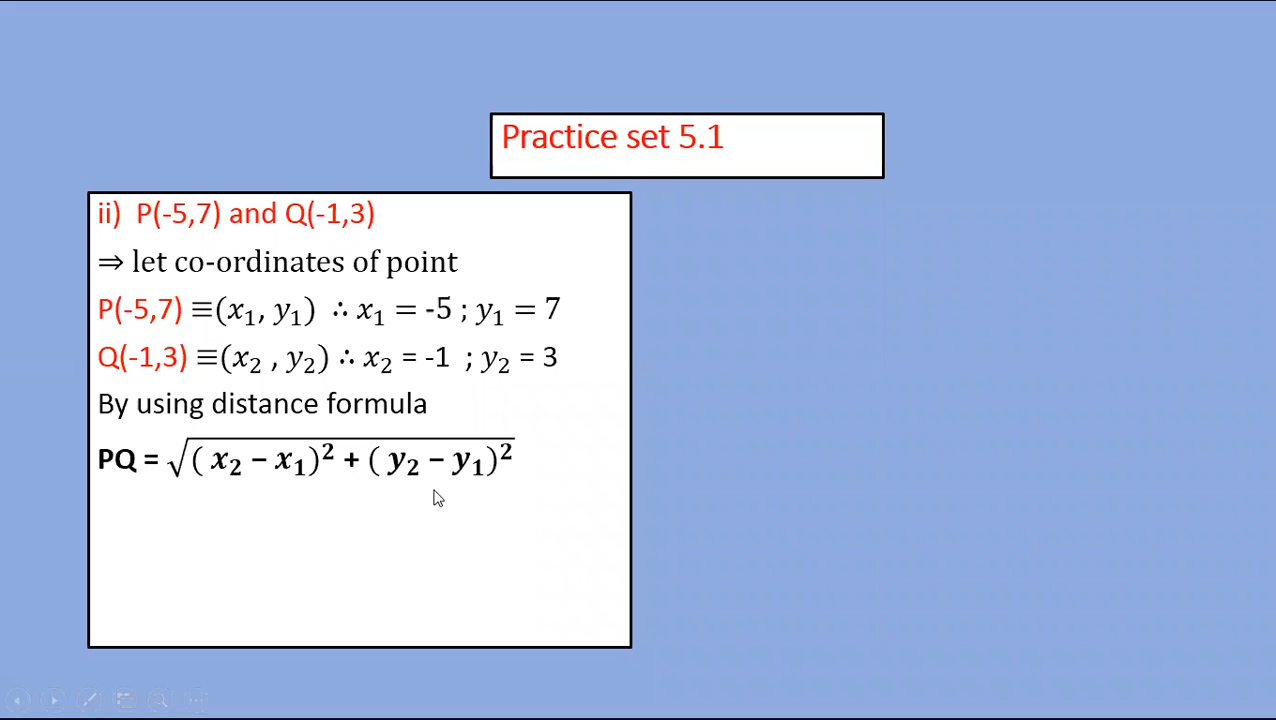 Practice set 5.1
ii) P(-5,7) and Q(-1,3)
⇒ let co-ordinates of point
P(-5,7) ≡(x₁, y₁) ∴ x₁ = -5 ; y₁ = 7
Q(-1,3) ≡(x₂ , y₂) ∴ x₂ = -1 ; y₂ = 3
By using distance formula
PQ = √(( x₂ − x₁)² + ( y₂ − y₁)²)